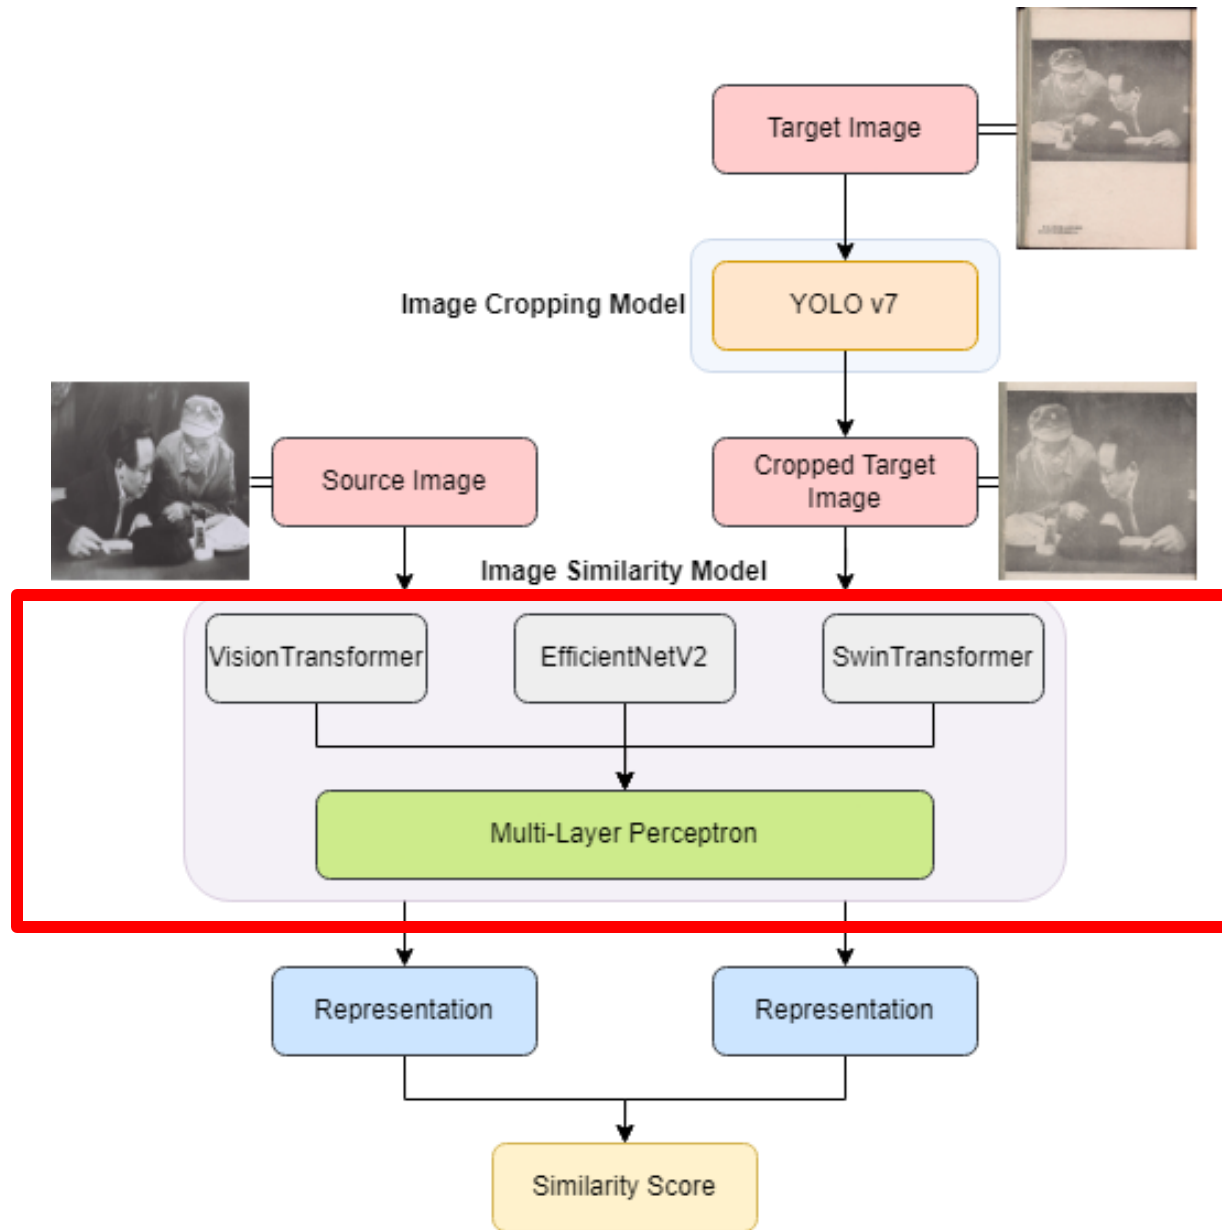 Target Image
Image Cropping Model
YOLO v7
Source Image
Cropped Target
Image
Image Similarity Model
VisionTransformer
EfficientNetV2
SwinTransformer
Multi-Layer Perceptron
Representation
Representation
Similarity Score